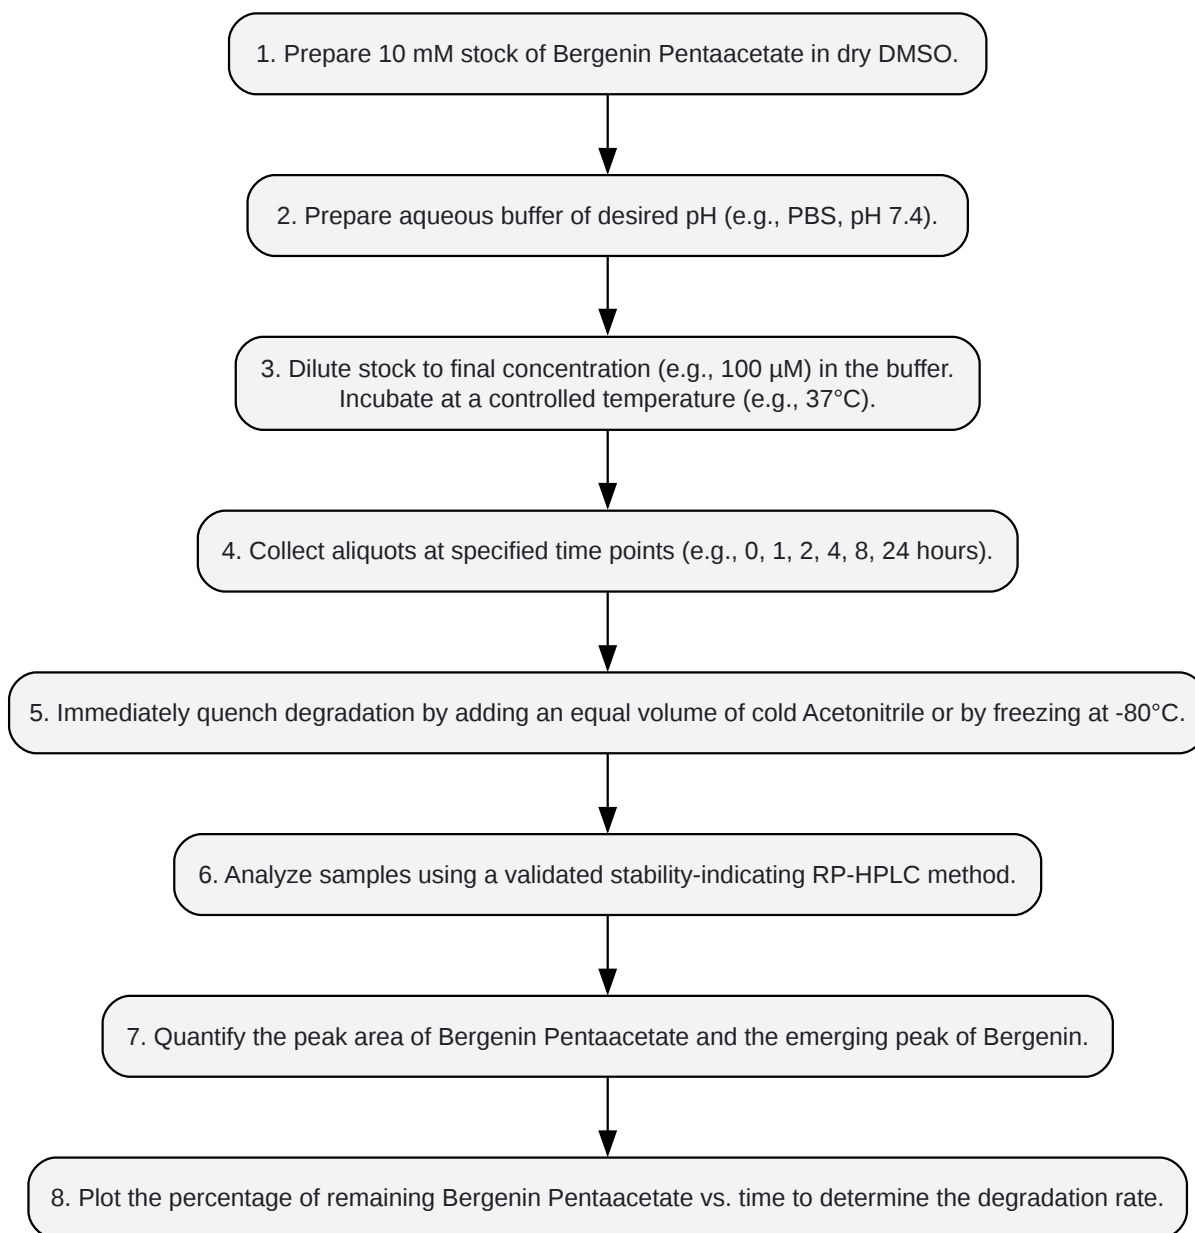 1. Prepare 10 mM stock of Bergenin Pentaacetate in dry DMSO.
2. Prepare aqueous buffer of desired pH (e.g., PBS, pH 7.4).
3. Dilute stock to final concentration (e.g., 100 µM) in the buffer.
Incubate at a controlled temperature (e.g., 37°C).
4. Collect aliquots at specified time points (e.g., 0, 1, 2, 4, 8, 24 hours).
5. Immediately quench degradation by adding an equal volume of cold Acetonitrile or by freezing at -80°C.
6. Analyze samples using a validated stability-indicating RP-HPLC method.
7. Quantify the peak area of Bergenin Pentaacetate and the emerging peak of Bergenin.
8. Plot the percentage of remaining Bergenin Pentaacetate vs. time to determine the degradation rate.